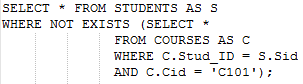 SELECT * FROM STUDENTS AS S
WHERE NOT EXISTS (SELECT *
FROM COURSES AS C
WHERE C.Stud_ID = S.Sid
AND C.Cid = 'C101');